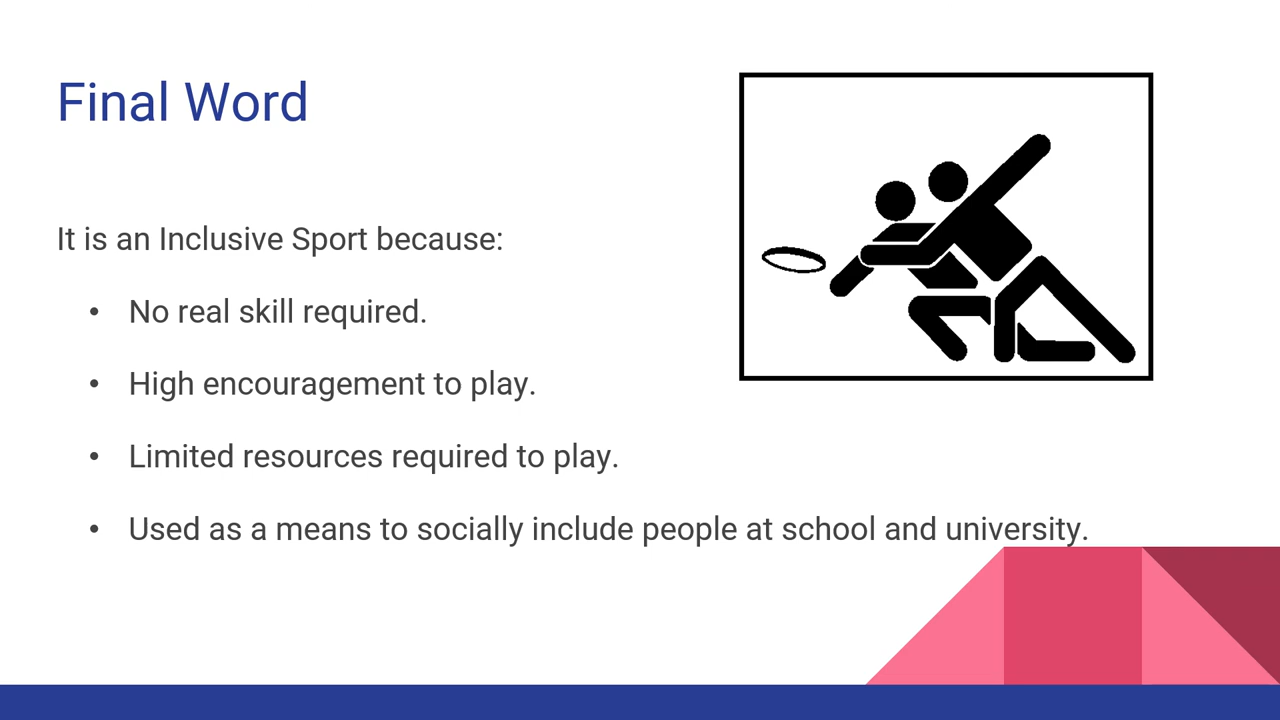 Final Word
It is an Inclusive Sport because:
• No real skill required.
• High encouragement to play.
• Limited resources required to play.
• Used as a means to socially include people at school and university.